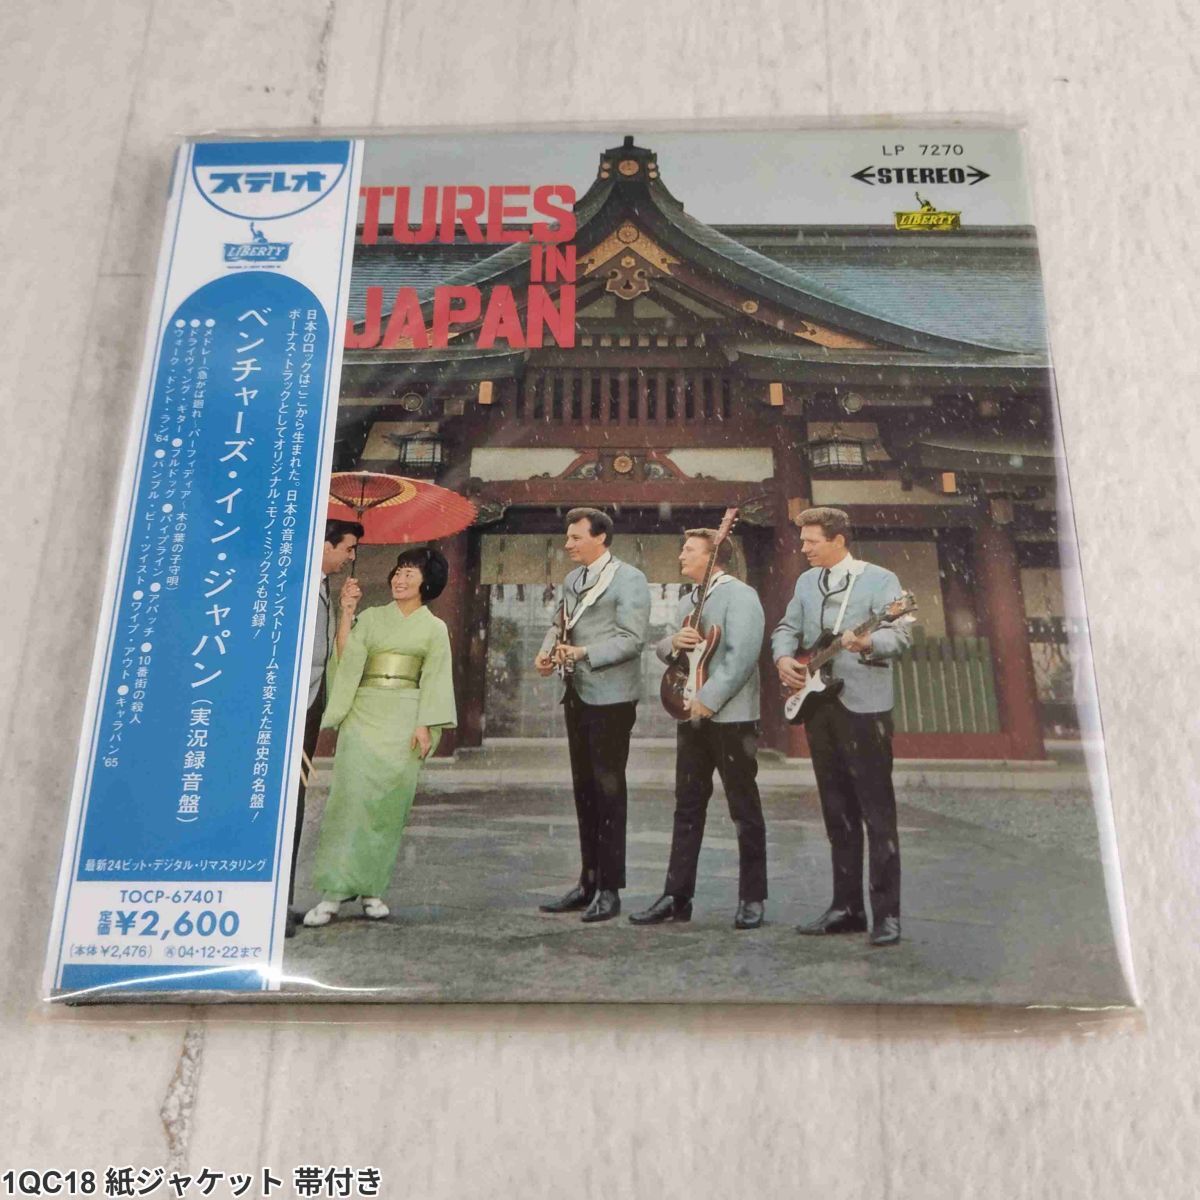 ステレオ
LIBERTY
ベンチャーズ・イン・ジャパン（実況録音盤）
日本のロックはここから生まれた。日本の音楽のメインストリームを変えた歴史的名盤！
ボーナス・トラックとしてオリジナル・モノ・ミックスも収録！
●メドレー（急がば廻れ～パーフィディア～木の葉の子守唄）
●ドライヴィング・ギター ●ブルドッグ ●パイプライン ●アパッチ ●10番街の殺人
●ウォーク・ドント・ラン'64 ●バンブル・ビー・ツイスト ●ワイプ・アウト ●キャラバン'65
最新24ビット・デジタル・リマスタリング
TOCP-67401
定価 ¥2,600
(本体 ¥2,476) 再 04・12・22まで
TURES
IN
JAPAN
LP 7270
STEREO
LIBERTY
1QC18 紙ジャケット 帯付き